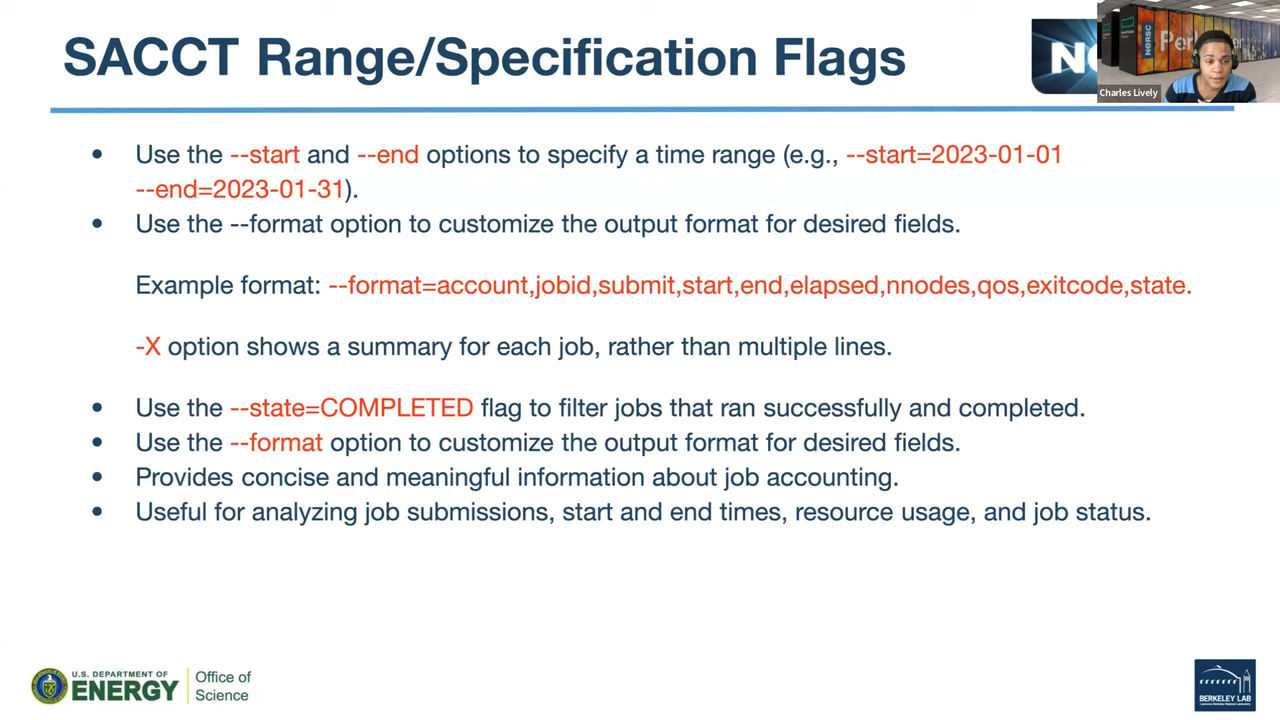 SACCT Range/Specification Flags
NERSC
Per
Charles Lively
• Use the --start and --end options to specify a time range (e.g., --start=2023-01-01
--end=2023-01-31).
• Use the --format option to customize the output format for desired fields.
Example format: --format=account,jobid,submit,start,end,elapsed,nnodes,qos,exitcode,state.
-X option shows a summary for each job, rather than multiple lines.
• Use the --state=COMPLETED flag to filter jobs that ran successfully and completed.
• Use the --format option to customize the output format for desired fields.
• Provides concise and meaningful information about job accounting.
• Useful for analyzing job submissions, start and end times, resource usage, and job status.
U.S. DEPARTMENT OF
ENERGY
Office of
Science
BERKELEY LAB
Lawrence Berkeley National Laboratory